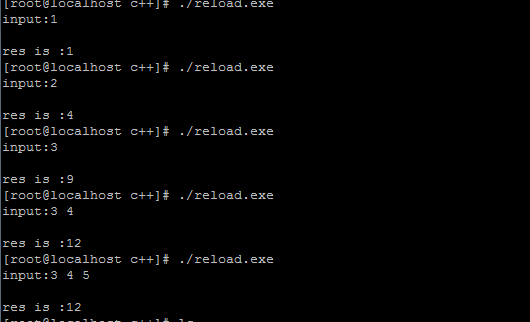 [root@localhost c++]# ./reload.exe
input:1
res is :1
[root@localhost c++]# ./reload.exe
input:2
res is :4
[root@localhost c++]# ./reload.exe
input:3
res is :9
[root@localhost c++]# ./reload.exe
input:3 4
res is :12
[root@localhost c++]# ./reload.exe
input:3 4 5
res is :12
[root@localhost c++]#